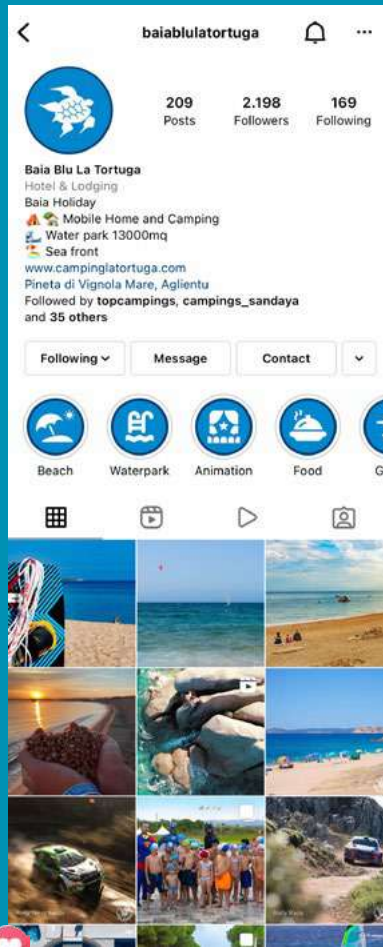 baiablulatortuga
209
2.198
169
Posts
Followers
Following
Baia Blu La Tortuga
Hotel & Lodging
Baia Holiday
Mobile Home and Camping
Water park 13000mq
Sea front
www.campinglatortuga.com
Pineta di Vignola Mare, Aglientu
Followed by topcampings, campings_sandaya
and 35 others
Following
Message
Contact
Beach
Waterpark
Animation
Food
G